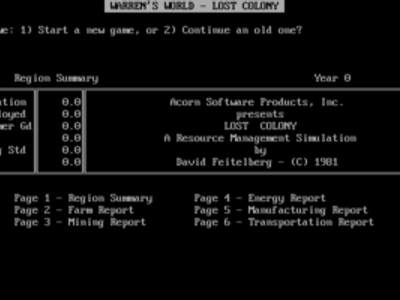 WARREN'S WORLD - LOST COLONY
ue: 1) Start a new game, or 2) Continue an old one?
Region Summary Year 0
ation 0.0 Acorn Software Products, Inc.
loyed 0.0 presents
mer Gd 0.0 LOST COLONY
0.0 A Resource Management Simulation
g Std 0.0 by
0.0 David Feitelberg - (C) 1981
Page 1 - Region Summary Page 4 - Energy Report
Page 2 - Farm Report Page 5 - Manufacturing Report
Page 3 - Mining Report Page 6 - Transportation Report